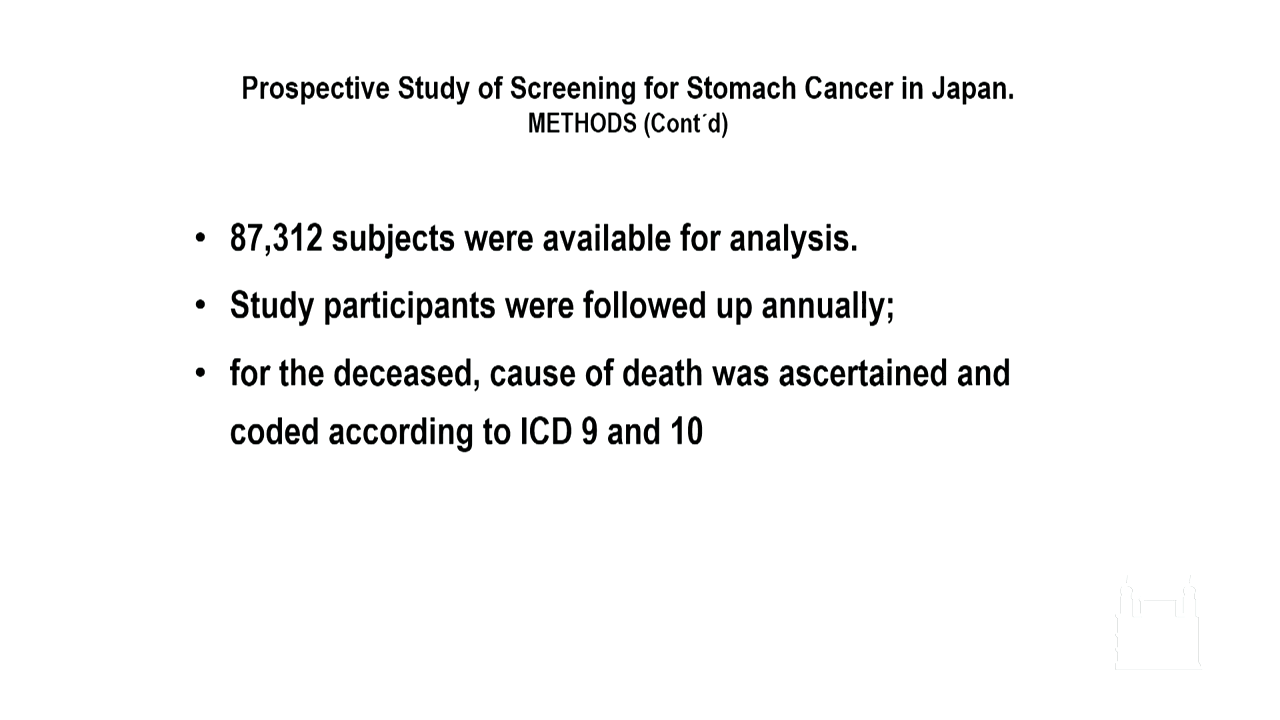 Prospective Study of Screening for Stomach Cancer in Japan.
METHODS (Cont´d)
• 87,312 subjects were available for analysis.
• Study participants were followed up annually;
• for the deceased, cause of death was ascertained and
coded according to ICD 9 and 10